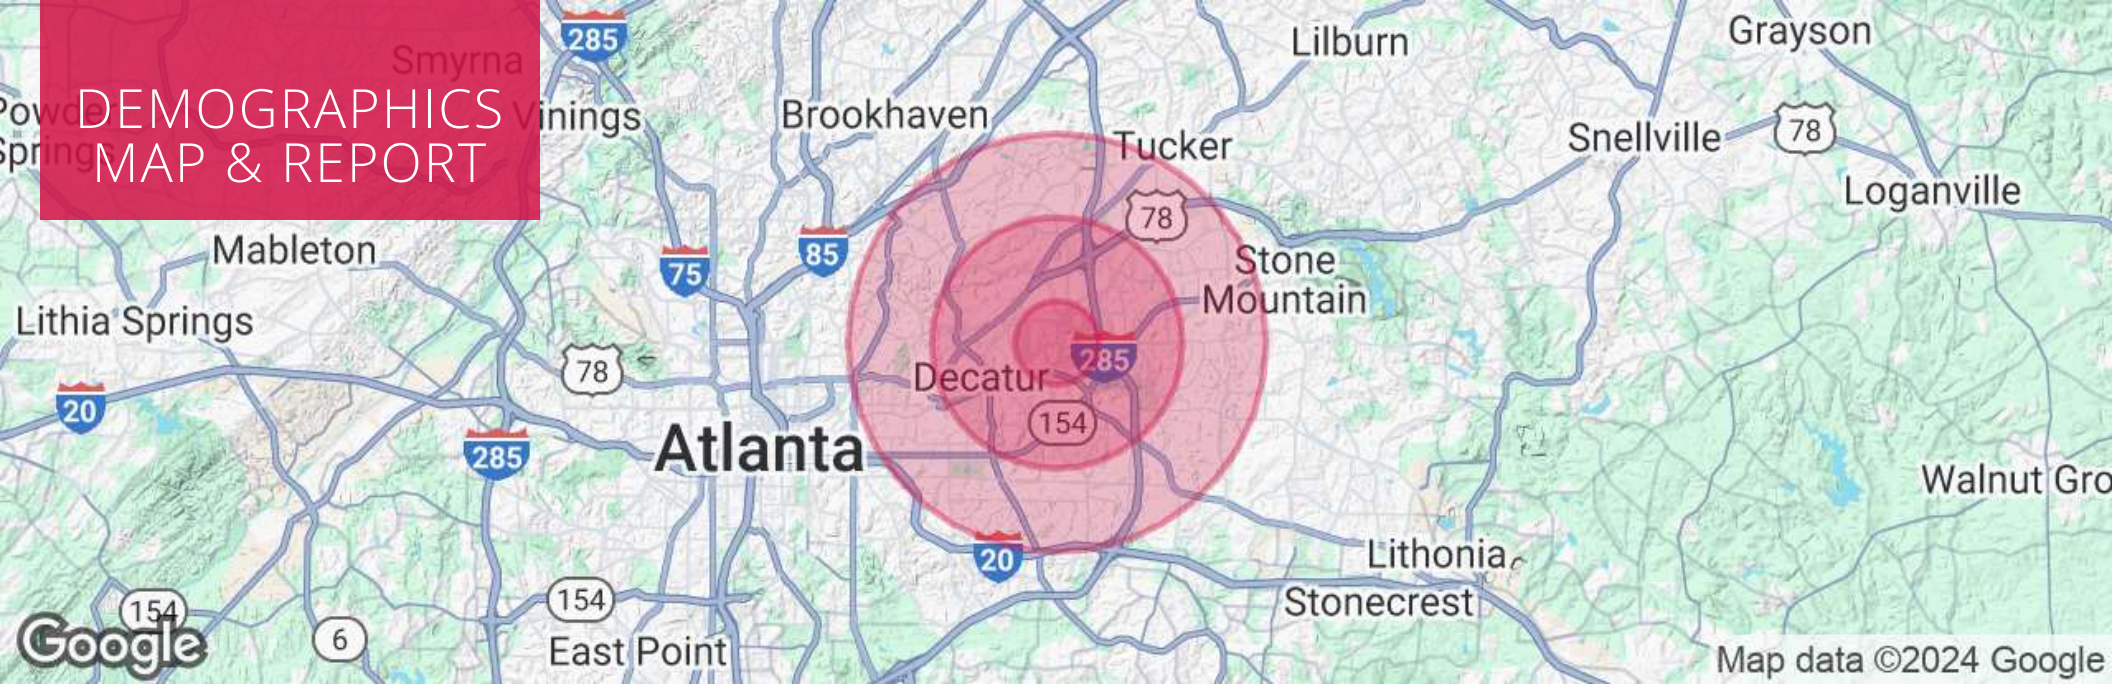 DEMOGRAPHICS
MAP & REPORT
285
Smyrna
Lilburn
Grayson
Powder
Springs
Vinings
Brookhaven
Tucker
Snellville
78
Loganville
78
Mableton
75
85
Stone
Mountain
Lithia Springs
285
78
Decatur
20
154
Atlanta
285
Walnut Gro
20
Lithonia
154
154
Stonecrest
6
East Point
Google
Map data ©2024 Google